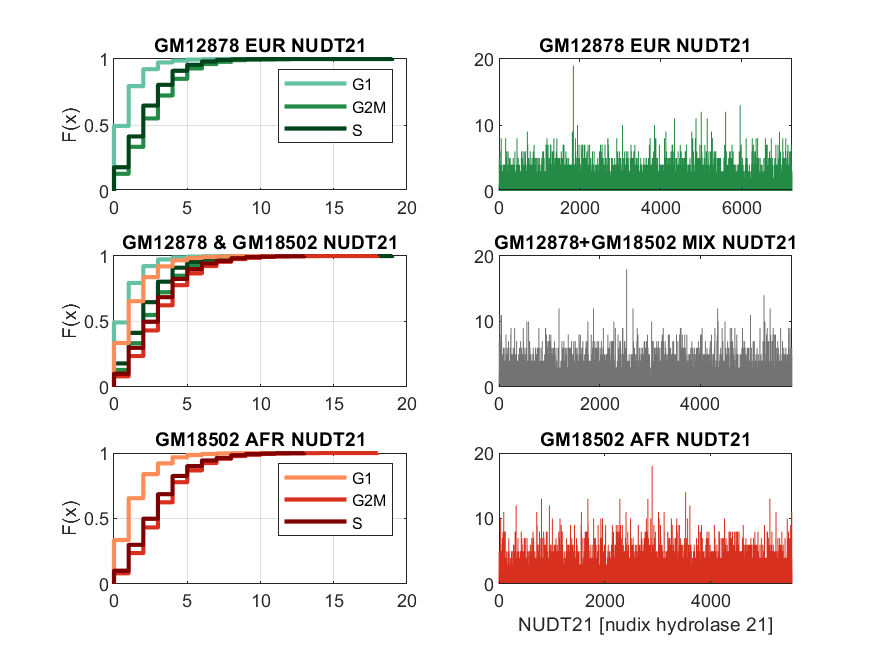 GM12878 EUR NUDT21
1
0.5
0
F(x)
0 5 10 15 20
G1
G2M
S
GM12878 EUR NUDT21
20
10
0
0 2000 4000 6000
GM12878 & GM18502 NUDT21
1
0.5
0
F(x)
0 5 10 15 20
GM12878+GM18502 MIX NUDT21
20
10
0
0 2000 4000
GM18502 AFR NUDT21
1
0.5
0
F(x)
0 5 10 15 20
G1
G2M
S
GM18502 AFR NUDT21
20
10
0
0 2000 4000
NUDT21 [nudix hydrolase 21]